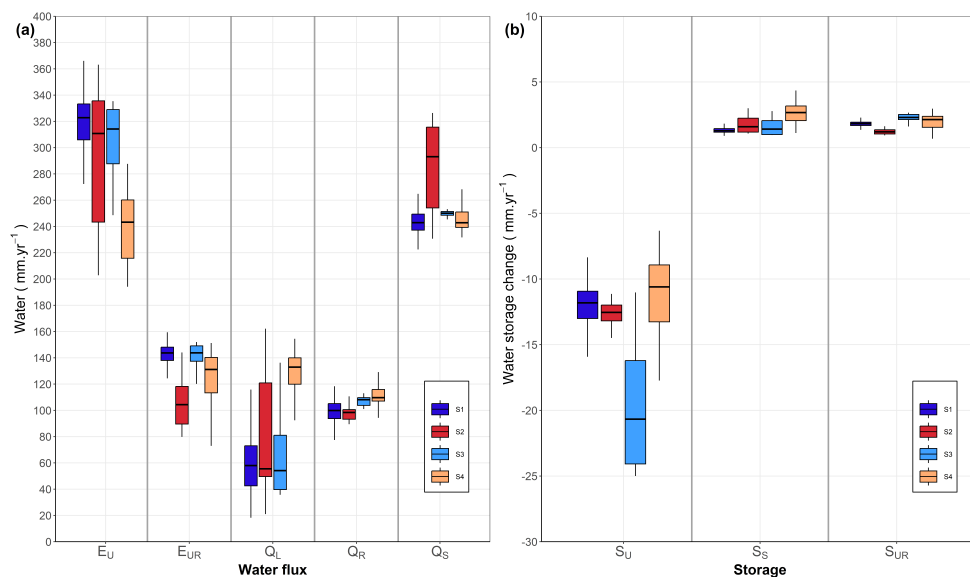 (a)
400
380
360
340
320
300
280
260
240
220
200
180
160
140
120
100
80
60
40
20
0
Water ( mm.yr⁻¹ )
S1
S2
S3
S4
E_U
E_UR
Q_L
Q_R
Q_S
Water flux
(b)
10
5
0
-5
-10
-15
-20
-25
-30
Water storage change ( mm.yr⁻¹ )
S1
S2
S3
S4
S_U
S_S
S_UR
Storage